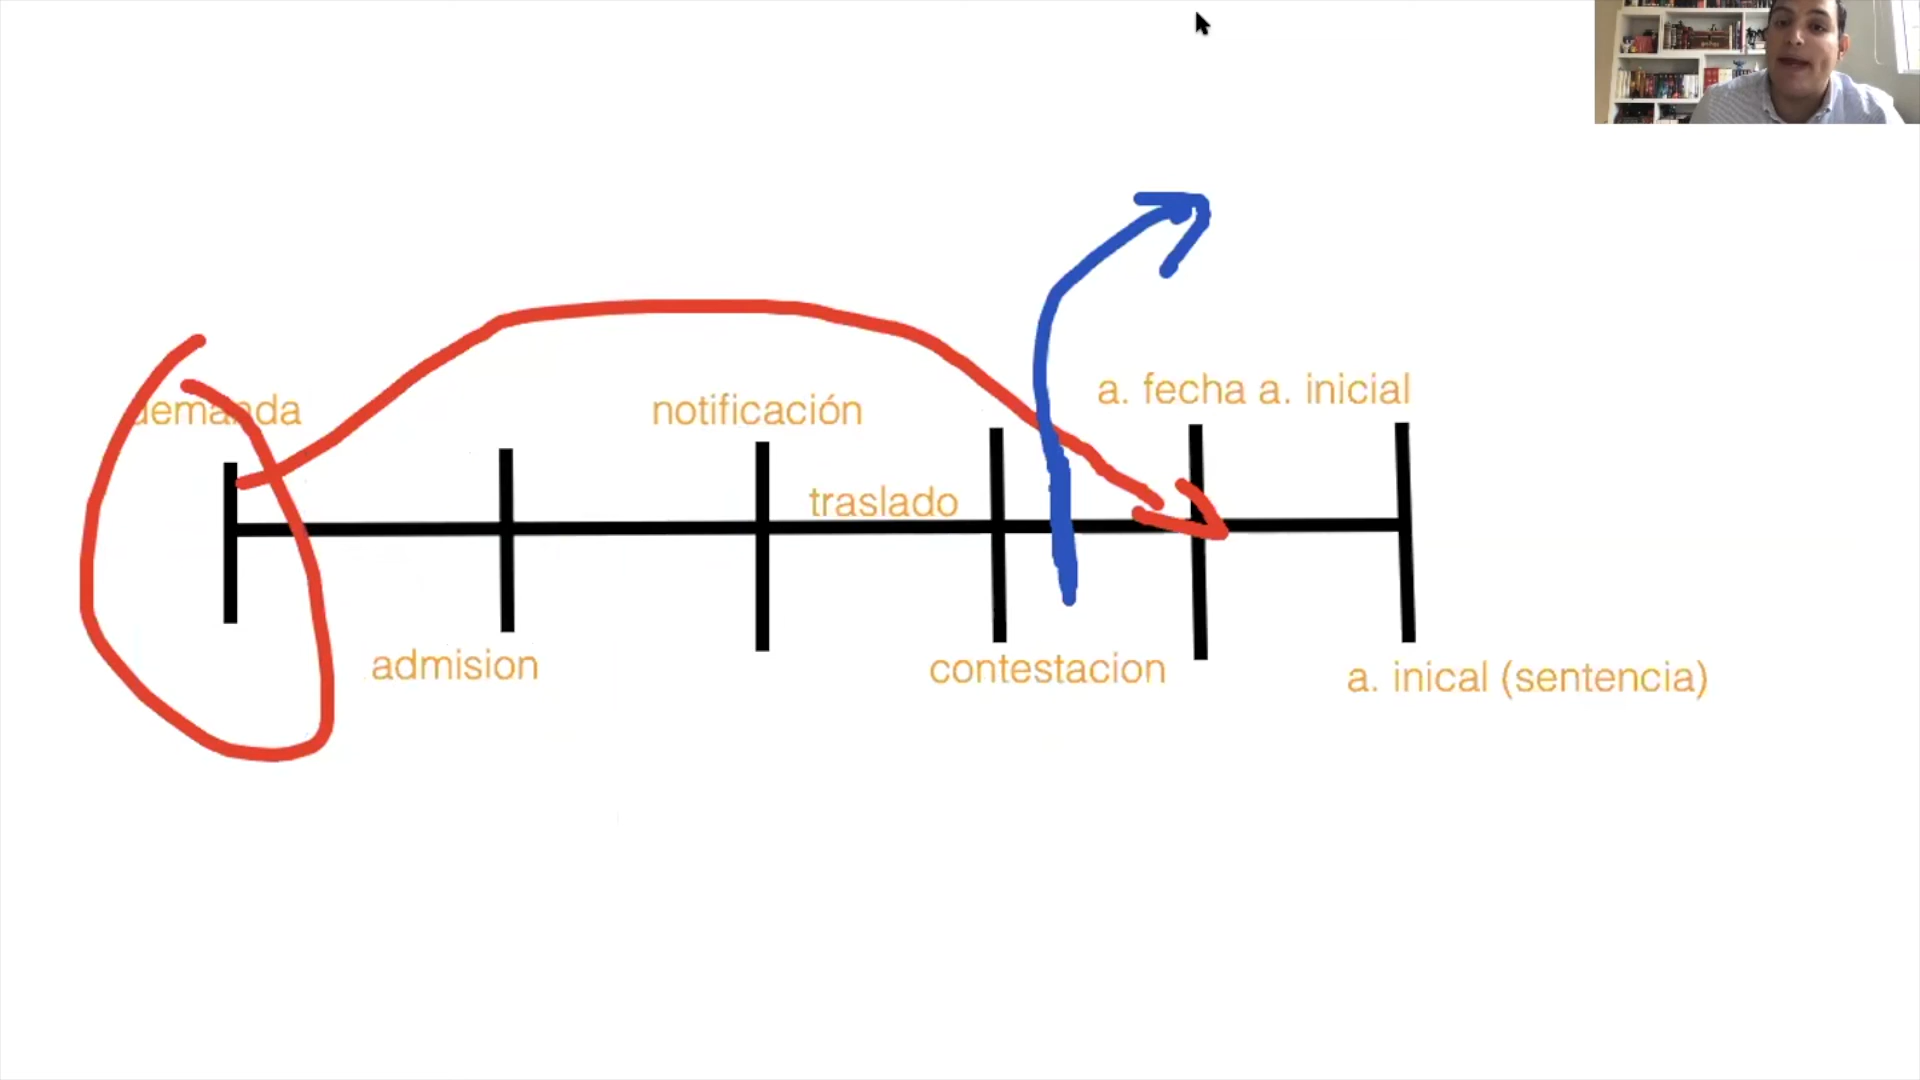 demanda
admision
notificación
traslado
contestacion
a. fecha a. inicial
a. inical (sentencia)